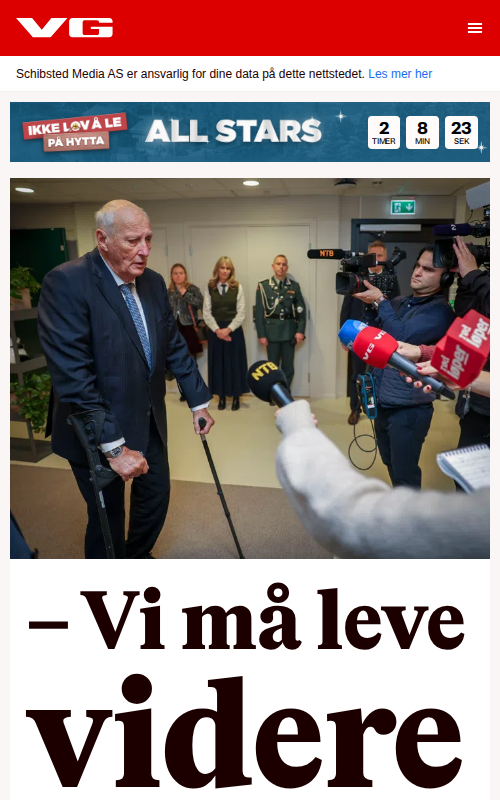 VG
Schibsted Media AS er ansvarlig for dine data på dette nettstedet. Les mer her
IKKE LOV Å LE
PÅ HYTTA
ALL STARS
2 8 23
TIMER MIN SEK
NTB
NTB
VG
– Vi må leve
videre